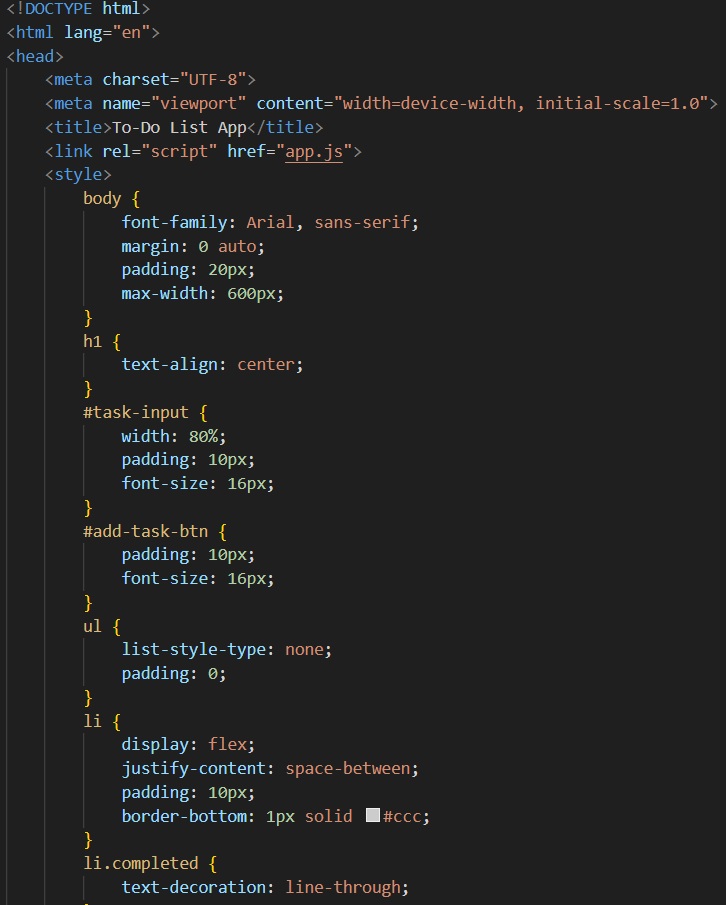 <!DOCTYPE html>
<html lang="en">
<head>
    <meta charset="UTF-8">
    <meta name="viewport" content="width=device-width, initial-scale=1.0">
    <title>To-Do List App</title>
    <link rel="script" href="app.js">
    <style>
        body {
            font-family: Arial, sans-serif;
            margin: 0 auto;
            padding: 20px;
            max-width: 600px;
        }
        h1 {
            text-align: center;
        }
        #task-input {
            width: 80%;
            padding: 10px;
            font-size: 16px;
        }
        #add-task-btn {
            padding: 10px;
            font-size: 16px;
        }
        ul {
            list-style-type: none;
            padding: 0;
        }
        li {
            display: flex;
            justify-content: space-between;
            padding: 10px;
            border-bottom: 1px solid #ccc;
        }
        li.completed {
            text-decoration: line-through;